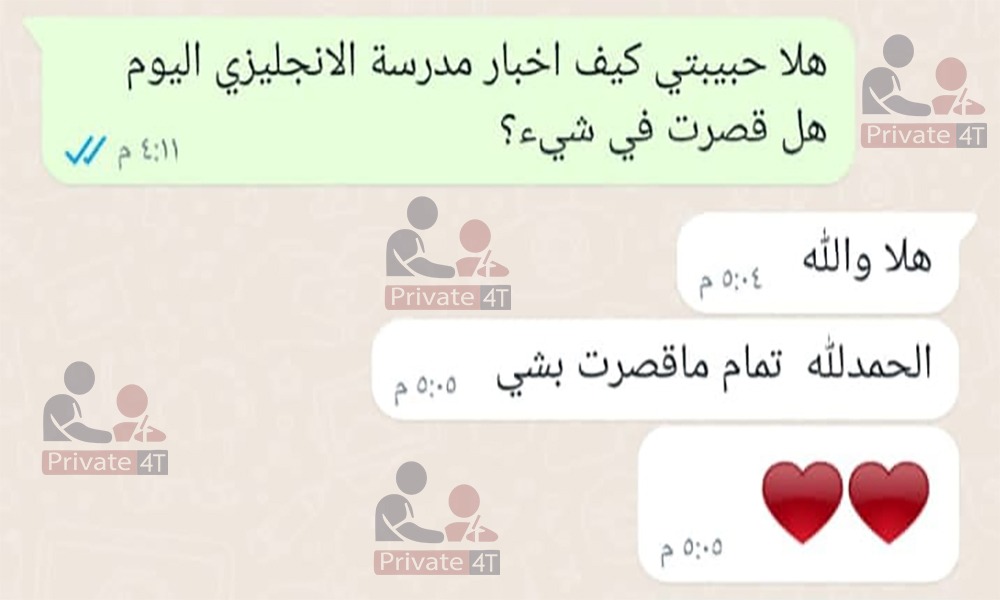 هلا حبيبتي كيف اخبار مدرسة الانجليزي اليوم
هل قصرت في شيء؟
٤:١١ م
Private 4T
هلا والله
٥:٠٤ م
Private 4T
الحمدلله تمام ماقصرت بشي
٥:٠٥ م
Private 4T
♥️♥️
٥:٠٥ م
Private 4T